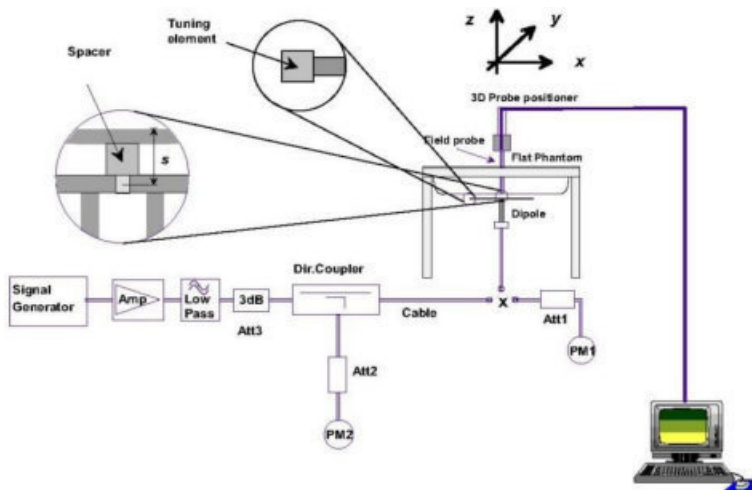 Tuning
element
Spacer
z
y
x
3D Probe positioner
Field probe
Flat Phantom
s
Dipole
Dir.Coupler
Signal
Generator
Amp
Low
Pass
3dB
Att3
Cable
x
Att1
PM1
Att2
PM2